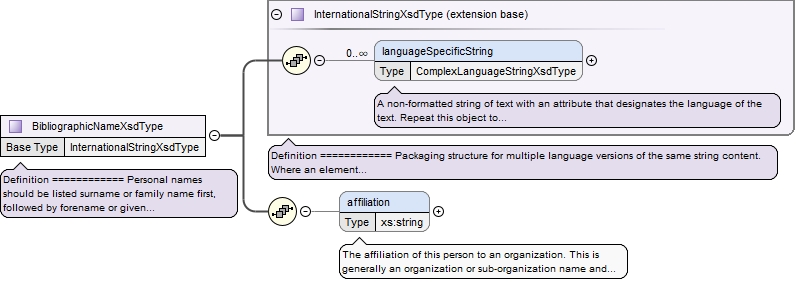 InternationalStringXsdType (extension base)
0..∞
languageSpecificString
Type ComplexLanguageStringXsdType
A non-formatted string of text with an attribute that designates the language of the
text. Repeat this object to...
BibliographicNameXsdType
Base Type InternationalStringXsdType
Definition ============ Personal names
should be listed surname or family name first,
followed by forename or given...
Definition ============ Packaging structure for multiple language versions of the same string content.
Where an element...
affiliation
Type xs:string
The affiliation of this person to an organization. This is
generally an organization or sub-organization name and...